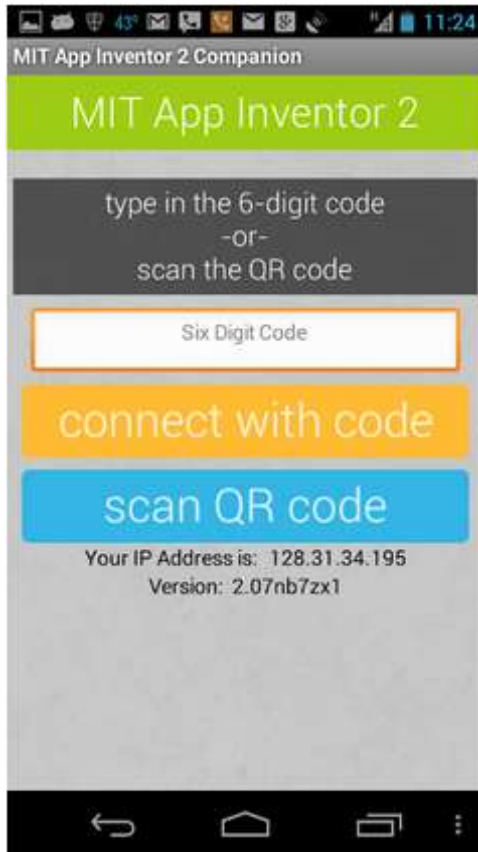 43° 11:24
MIT App Inventor 2 Companion
MIT App Inventor 2
type in the 6-digit code
-or-
scan the QR code
Six Digit Code
connect with code
scan QR code
Your IP Address is: 128.31.34.195
Version: 2.07nb7zx1